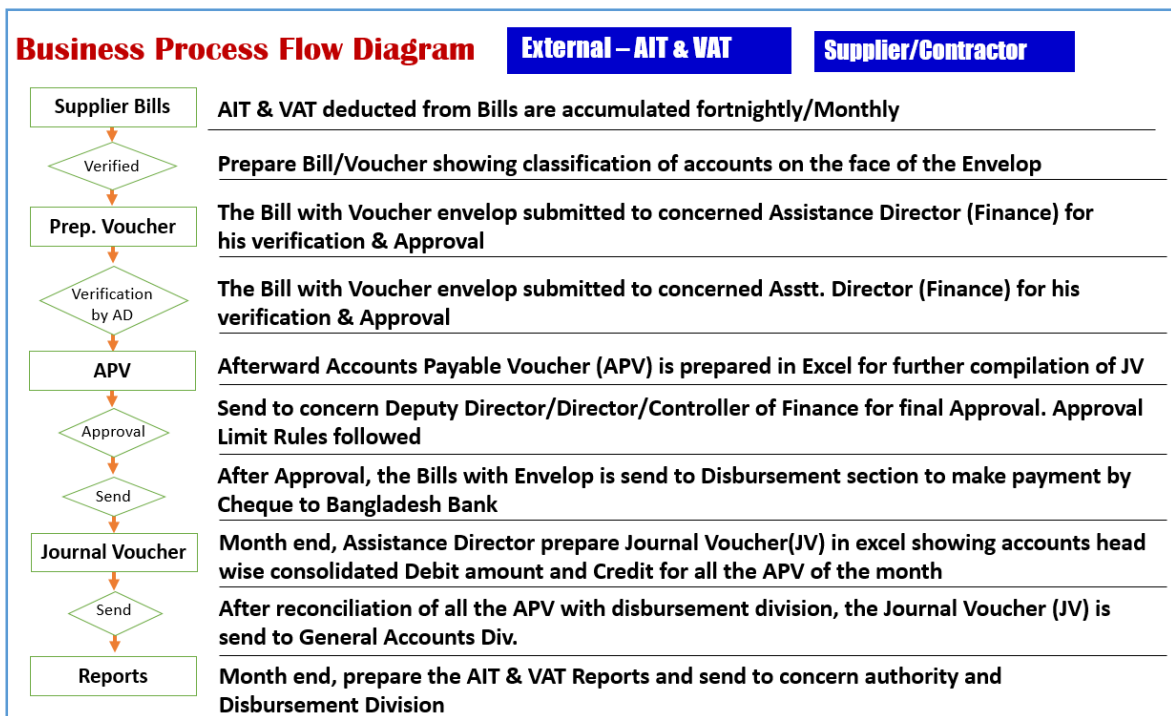 Business Process Flow Diagram
External – AIT & VAT
Supplier/Contractor
Supplier Bills
AIT & VAT deducted from Bills are accumulated fortnightly/Monthly
Verified
Prepare Bill/Voucher showing classification of accounts on the face of the Envelop
Prep. Voucher
The Bill with Voucher envelop submitted to concerned Assistance Director (Finance) for
his verification & Approval
Verification
by AD
The Bill with Voucher envelop submitted to concerned Asstt. Director (Finance) for his
verification & Approval
APV
Afterward Accounts Payable Voucher (APV) is prepared in Excel for further compilation of JV
Approval
Send to concern Deputy Director/Director/Controller of Finance for final Approval. Approval
Limit Rules followed
Send
After Approval, the Bills with Envelop is send to Disbursement section to make payment by
Cheque to Bangladesh Bank
Journal Voucher
Month end, Assistance Director prepare Journal Voucher(JV) in excel showing accounts head
wise consolidated Debit amount and Credit for all the APV of the month
Send
After reconciliation of all the APV with disbursement division, the Journal Voucher (JV) is
send to General Accounts Div.
Reports
Month end, prepare the AIT & VAT Reports and send to concern authority and
Disbursement Division